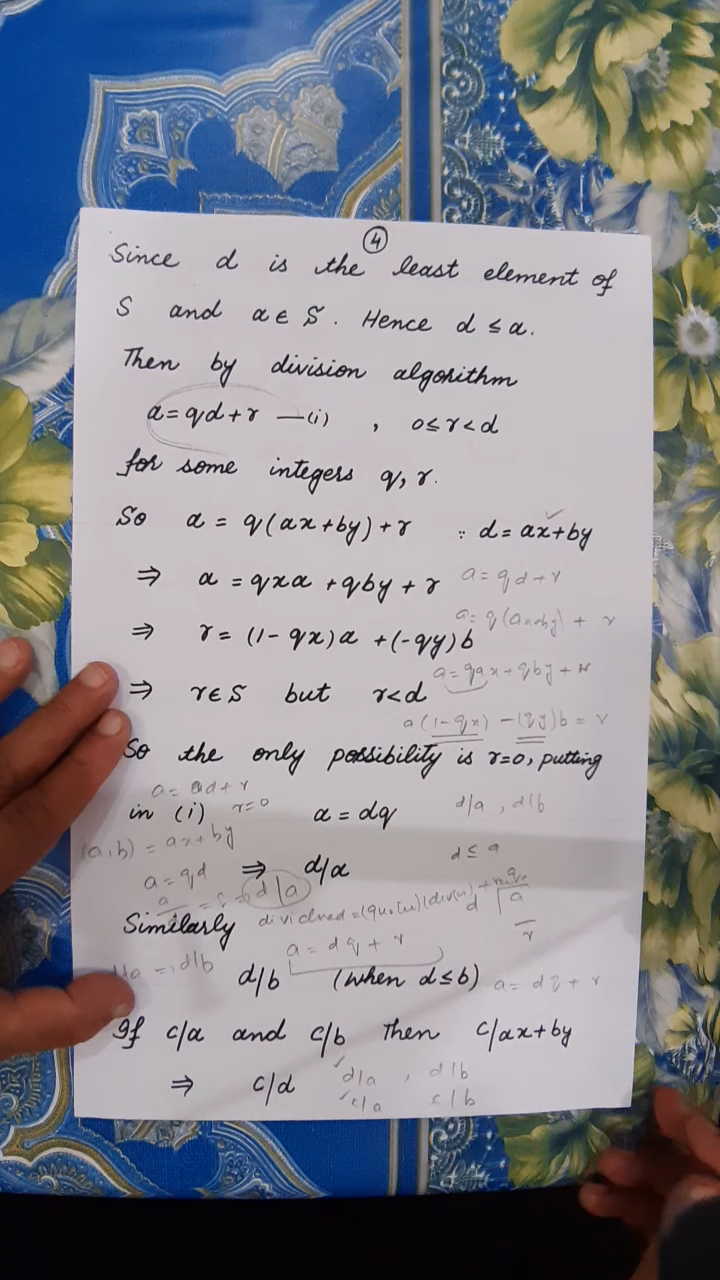 4
Since d is the least element of
S and a ∈ S. Hence d ≤ a.
Then by division algorithm
a = qd + r —(i) , 0 ≤ r < d
for some integers q, r.
So a = q(ax+by) + r ∵ d = ax+by
⇒ a = qxa + qby + r a = qd + r
a = q(ax+by) + r
⇒ r = (1-qx)a + (-qy)b
a = qax + qby + r
⇒ r ∈ S but r < d
a(1-qx) - (qy)b = r
So the only possibility is r=0, putting
a = qd + r
in (i) r=0 a = dq d/a , d/b
(a,b) = ax+by
d ≤ a
a = qd ⇒ d/a
d|a
Similarly
a = dq + r
d/b (when d ≤ b) a = dq + r
If c/a and c/b then c/ax+by
⇒ c/d d/a , d/b
c/a c/b